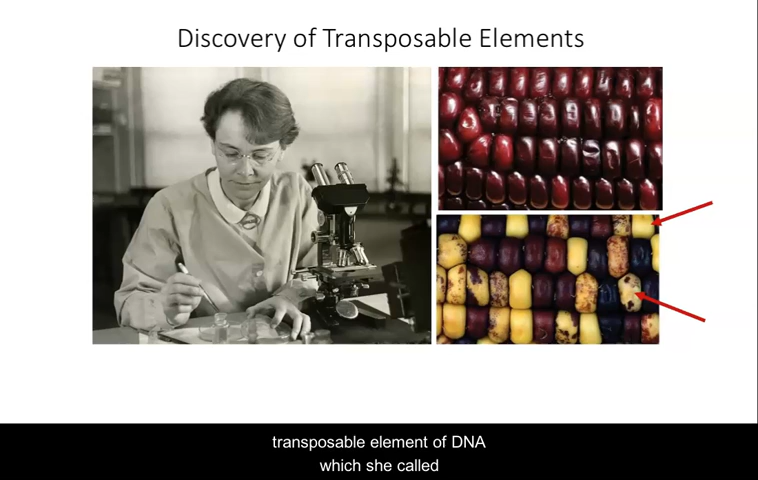 Discovery of Transposable Elements
transposable element of DNA
which she called